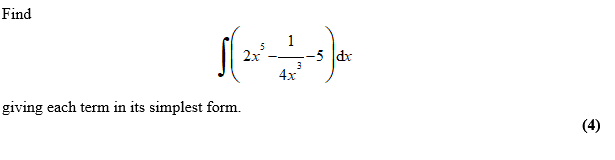 Find
∫(2x⁵ − 1/(4x³) − 5)dx
giving each term in its simplest form.
(4)